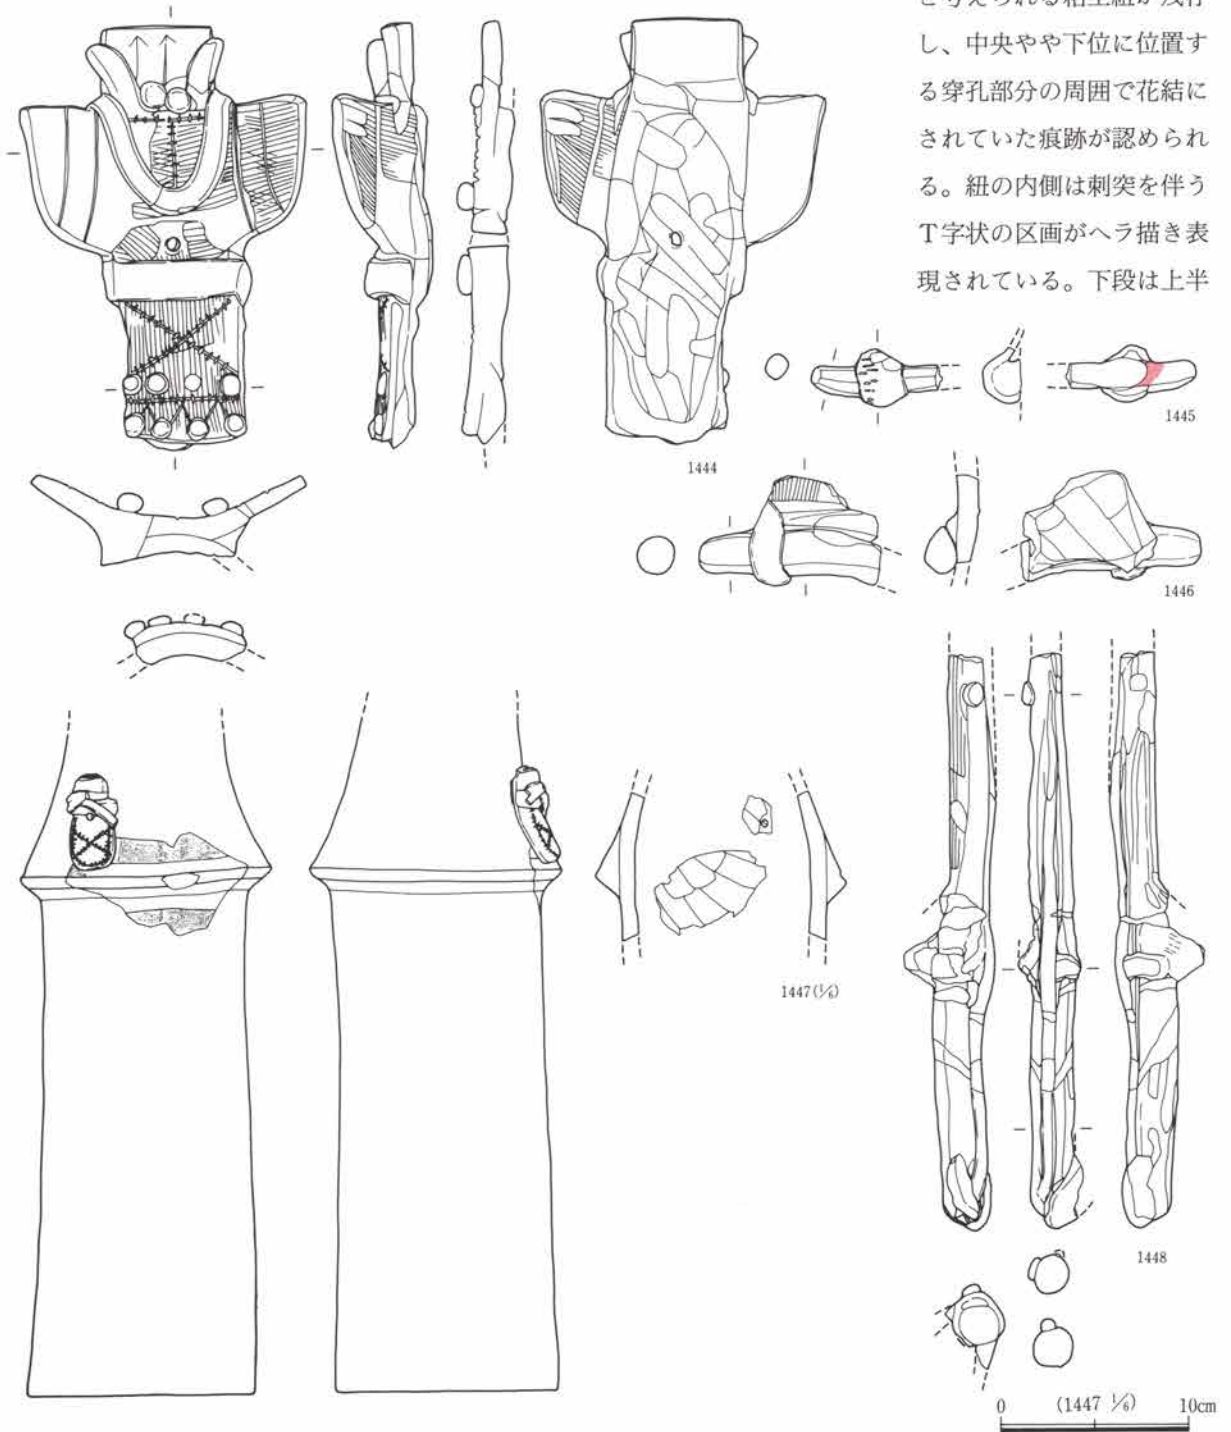 と考えられる粘土紐が残存
し、中央やや下位に位置す
る穿孔部分の周囲で花結に
されていた痕跡が認められ
る。紐の内側は刺突を伴う
T字状の区画がヘラ描き表
現されている。下段は上半
1445
1444
1446
1447(1/6)
1448
0 (1447 1/6) 10cm